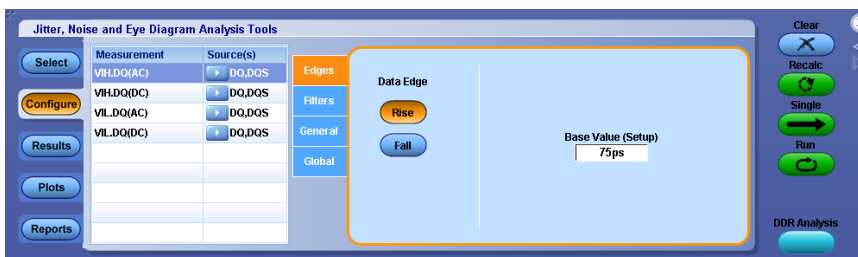 Jitter, Noise and Eye Diagram Analysis Tools
Clear
Select
Measurement Source(s)
VIH.DQ(AC) DQ,DQS
VIH.DQ(DC) DQ,DQS
VIL.DQ(AC) DQ,DQS
VIL.DQ(DC) DQ,DQS
Configure
Results
Plots
Reports
Edges
Filters
General
Global
Data Edge
Rise
Fall
Base Value (Setup)
75ps
Recalc
Single
Run
DDR Analysis